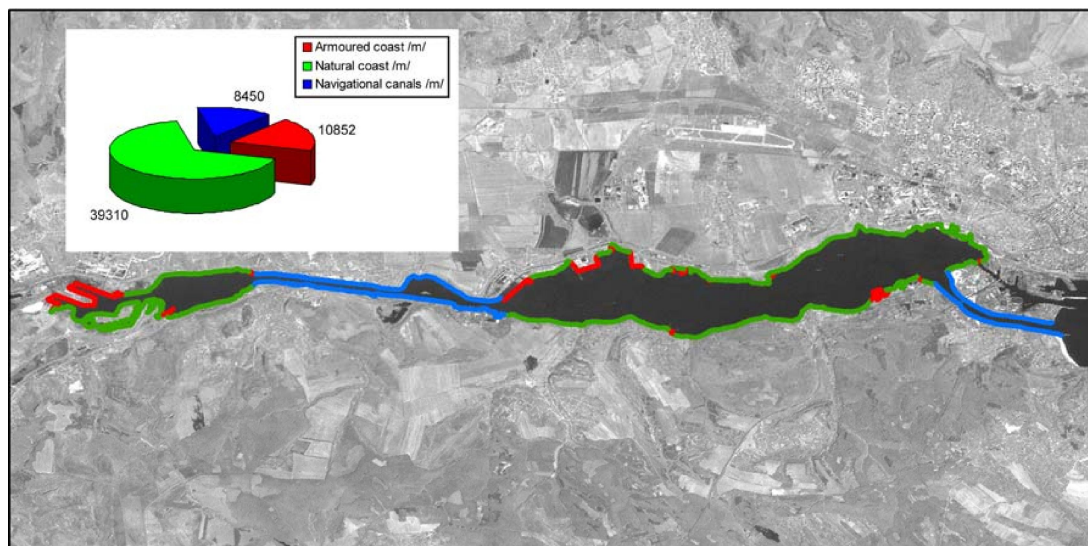 Armoured coast /m/
Natural coast /m/
Navigational canals /m/
8450
10852
39310